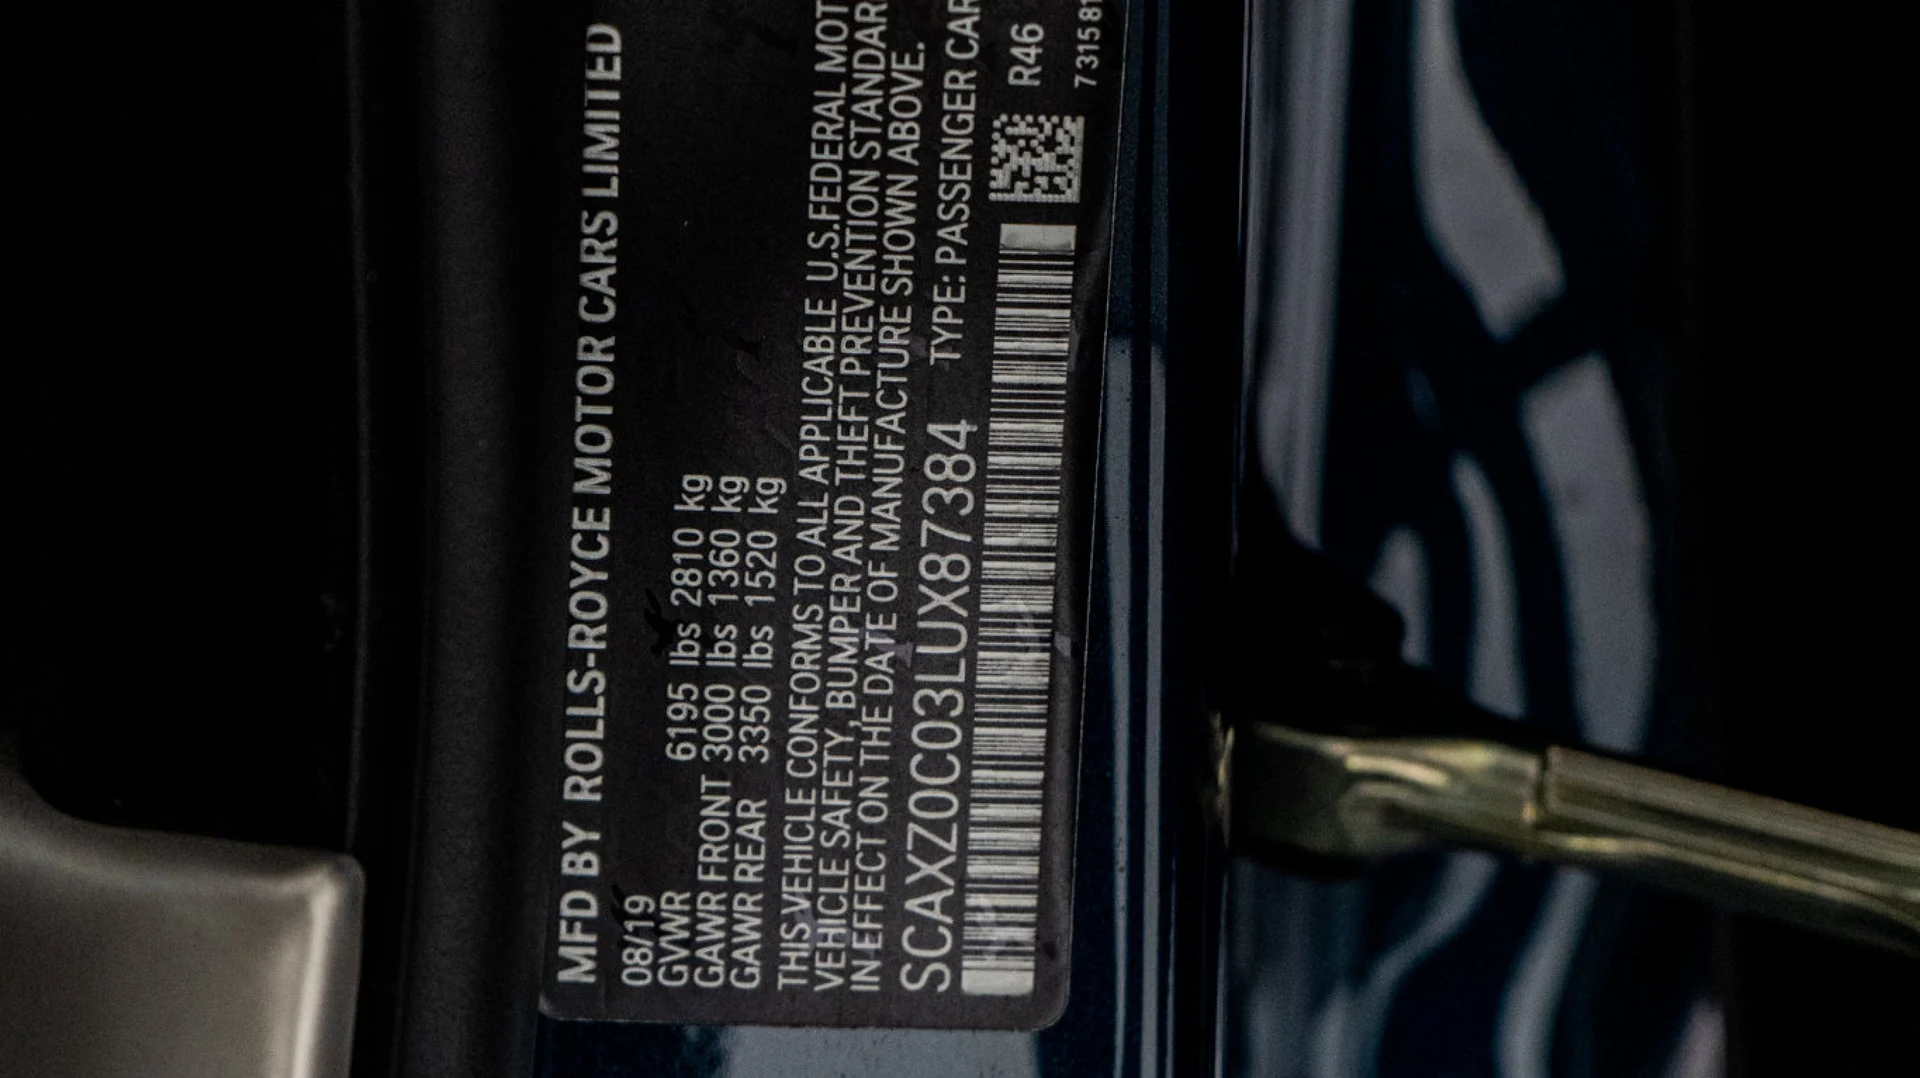 MFD BY ROLLS-ROYCE MOTOR CARS LIMITED
08/19
GVWR 6195 lbs 2810 kg
GAWR FRONT 3000 lbs 1360 kg
GAWR REAR 3350 lbs 1520 kg
THIS VEHICLE CONFORMS TO ALL APPLICABLE U.S.FEDERAL MOT
VEHICLE SAFETY, BUMPER AND THEFT PREVENTION STANDAR
IN EFFECT ON THE DATE OF MANUFACTURE SHOWN ABOVE.
SCAXZ0C03LUX87384 TYPE: PASSENGER CAR
R46
731581